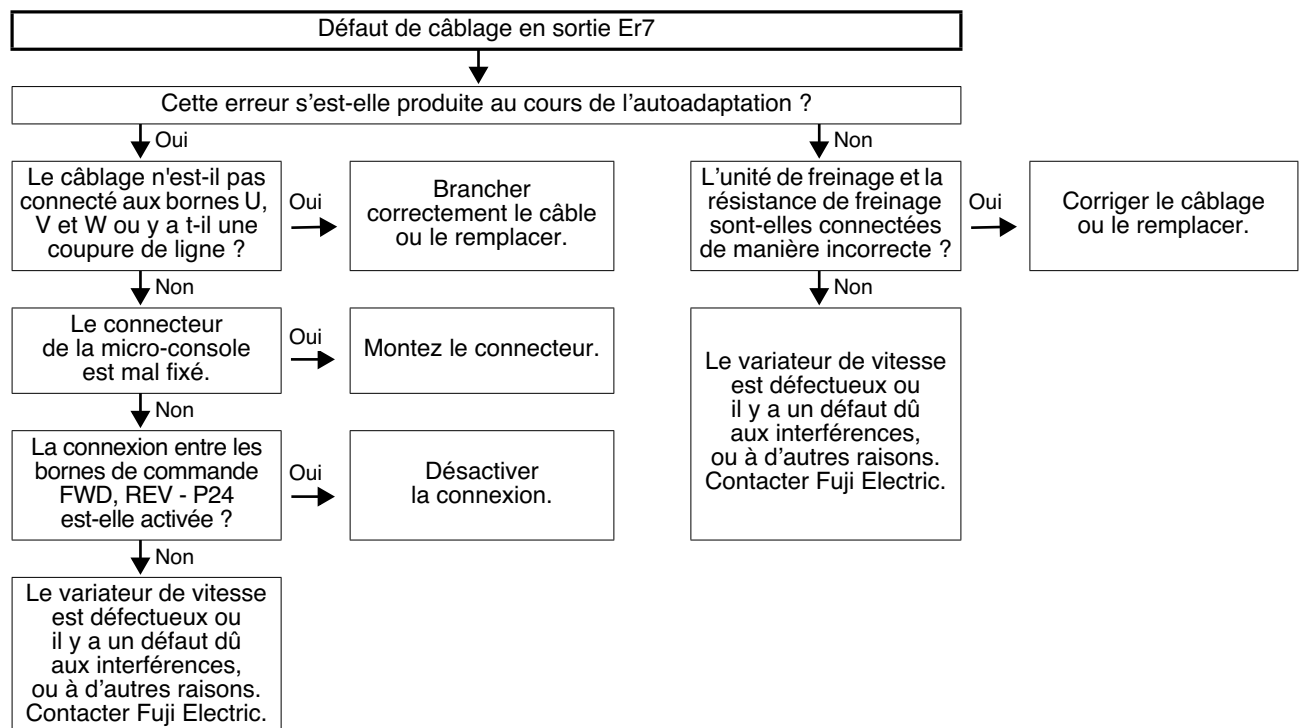 Défaut de câblage en sortie Er7
Cette erreur s'est-elle produite au cours de l'autoadaptation ?
Oui
Non
Le câblage n'est-il pas
connecté aux bornes U,
V et W ou y a t-il une
coupure de ligne ?
Oui
Brancher
correctement le câble
ou le remplacer.
L'unité de freinage et la
résistance de freinage
sont-elles connectées
de manière incorrecte ?
Oui
Corriger le câblage
ou le remplacer.
Non
Non
Le connecteur
de la micro-console
est mal fixé.
Oui
Montez le connecteur.
Le variateur de vitesse
est défectueux ou
il y a un défaut dû
aux interférences,
ou à d'autres raisons.
Contacter Fuji Electric.
Non
La connexion entre les
bornes de commande
FWD, REV - P24
est-elle activée ?
Oui
Désactiver
la connexion.
Non
Le variateur de vitesse
est défectueux ou
il y a un défaut dû
aux interférences,
ou à d'autres raisons.
Contacter Fuji Electric.